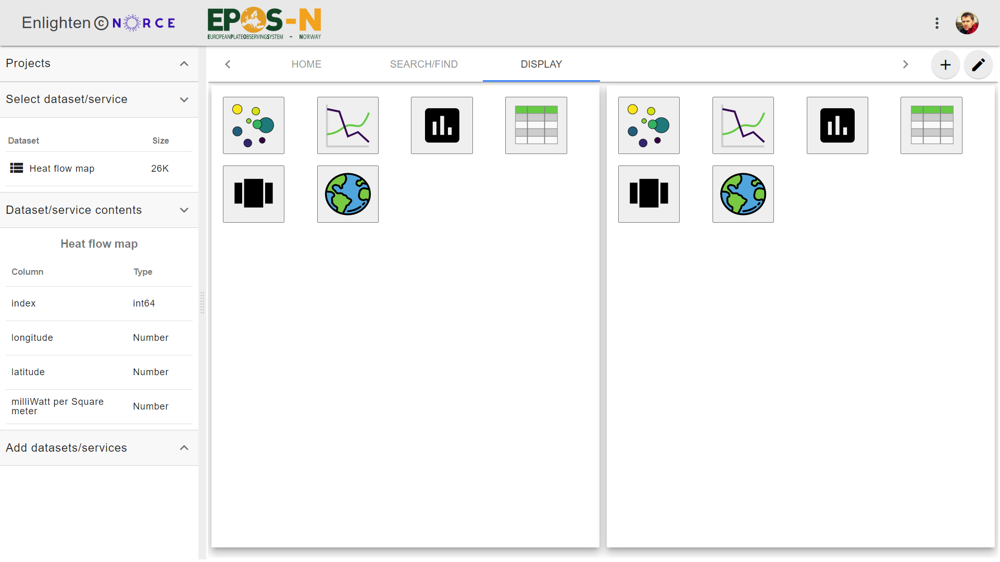 Enlighten © NORCE
EPOS-N
EUROPEANPLATEOBSERVINGSYSTEM - NORWAY
Projects
HOME
SEARCH/FIND
DISPLAY
Select dataset/service
Dataset
Size
Heat flow map
26K
Dataset/service contents
Heat flow map
Column
Type
index
int64
longitude
Number
latitude
Number
milliWatt per Square
meter
Number
Add datasets/services